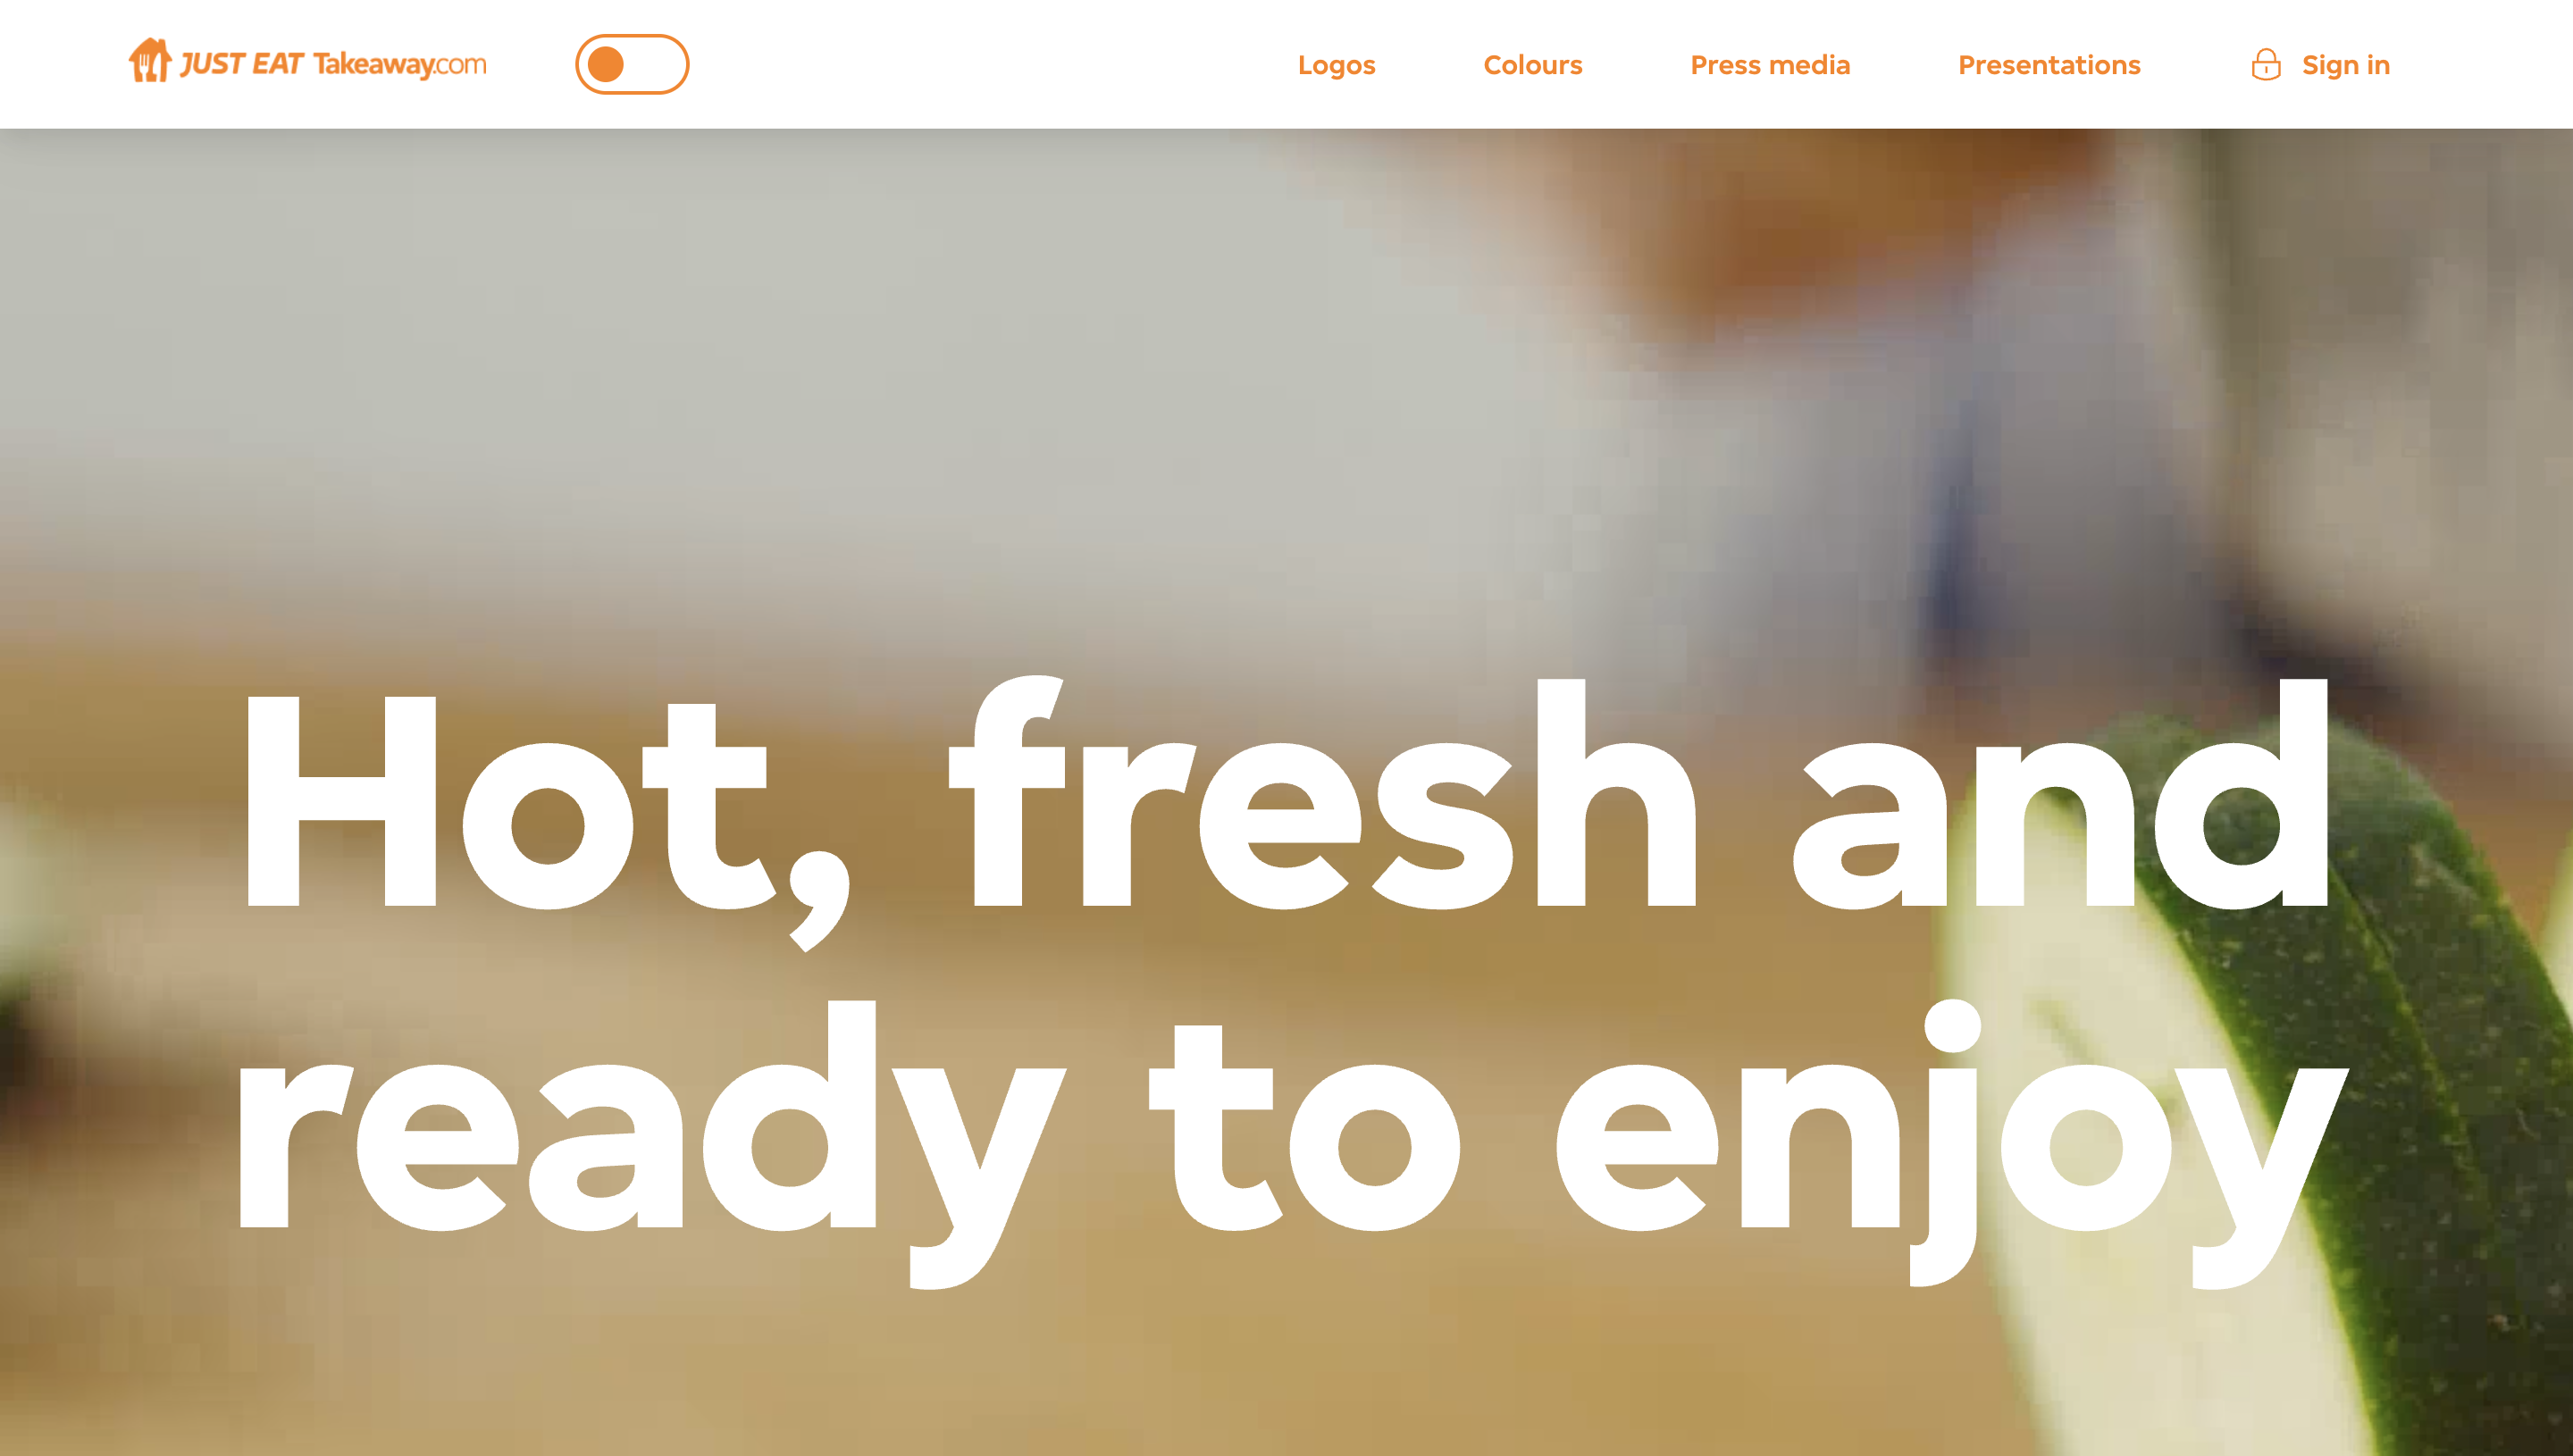 JUST EAT Takeaway.com
Logos
Colours
Press media
Presentations
Sign in
Hot, fresh and
ready to enjoy